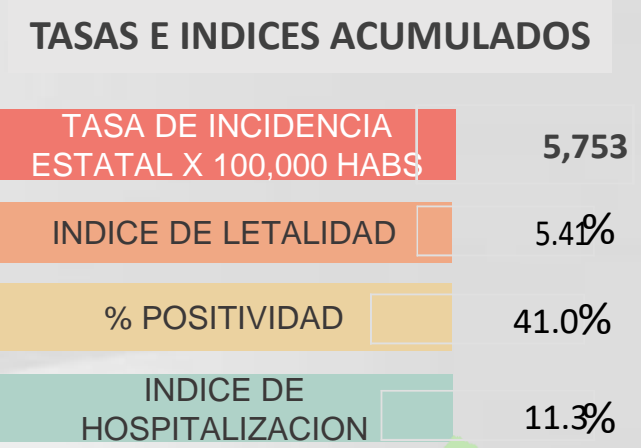 TASAS E INDICES ACUMULADOS
TASA DE INCIDENCIA
ESTATAL X 100,000 HABS
5,753
INDICE DE LETALIDAD
5.41%
% POSITIVIDAD
41.0%
INDICE DE
HOSPITALIZACION
11.3%